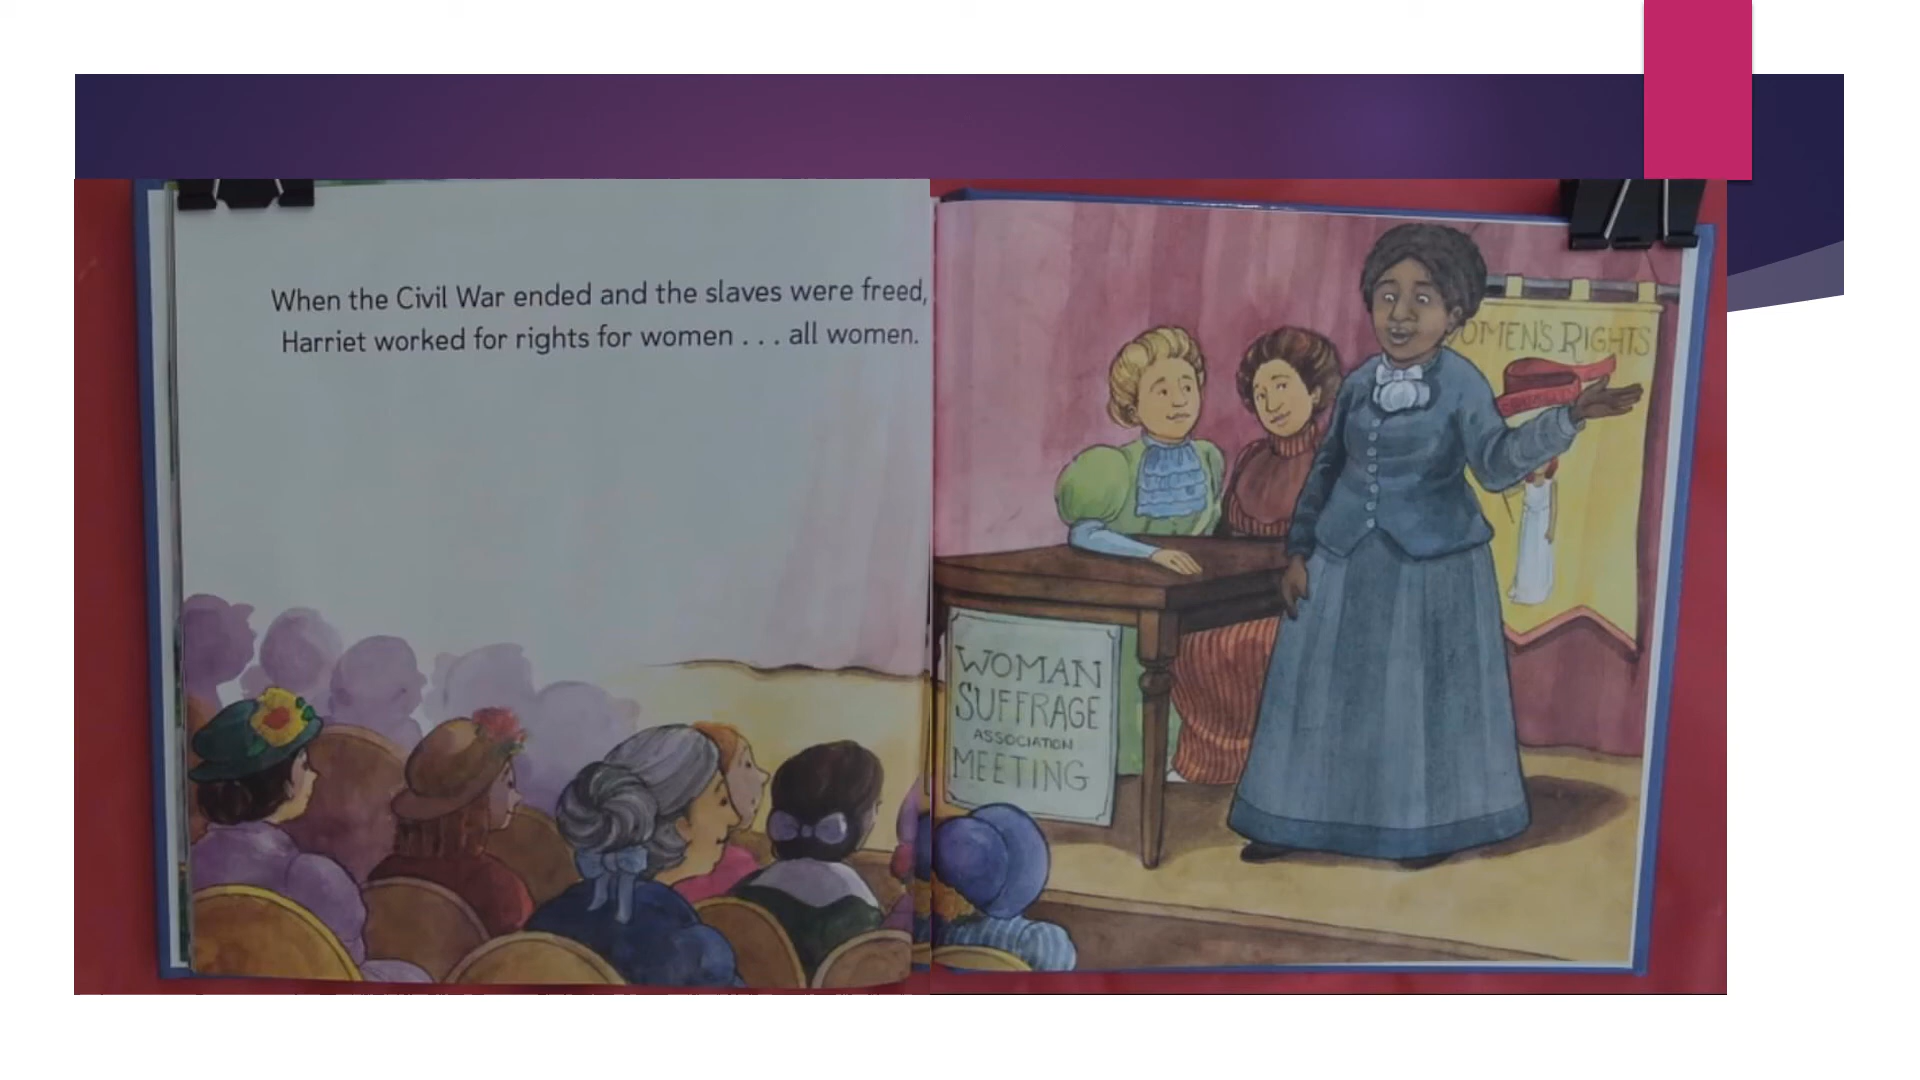 When the Civil War ended and the slaves were freed,
Harriet worked for rights for women . . . all women.
OMEN'S RIGHTS
WOMAN
SUFFRAGE
ASSOCIATION
MEETING